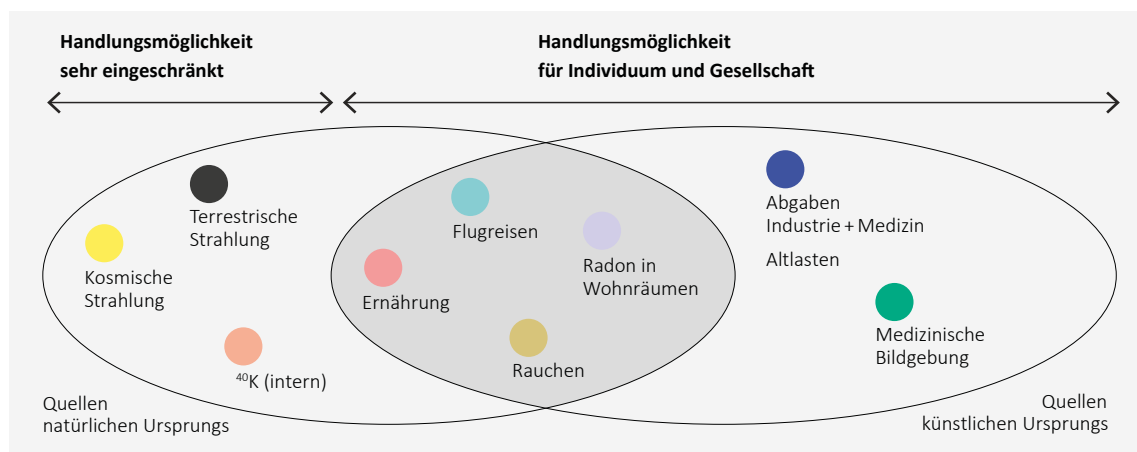 Handlungsmöglichkeit
sehr eingeschränkt
Handlungsmöglichkeit
für Individuum und Gesellschaft
Terrestrische
Strahlung
Kosmische
Strahlung
⁴⁰K (intern)
Quellen
natürlichen Ursprungs
Flugreisen
Ernährung
Radon in
Wohnräumen
Rauchen
Abgaben
Industrie + Medizin
Altlasten
Medizinische
Bildgebung
Quellen
künstlichen Ursprungs